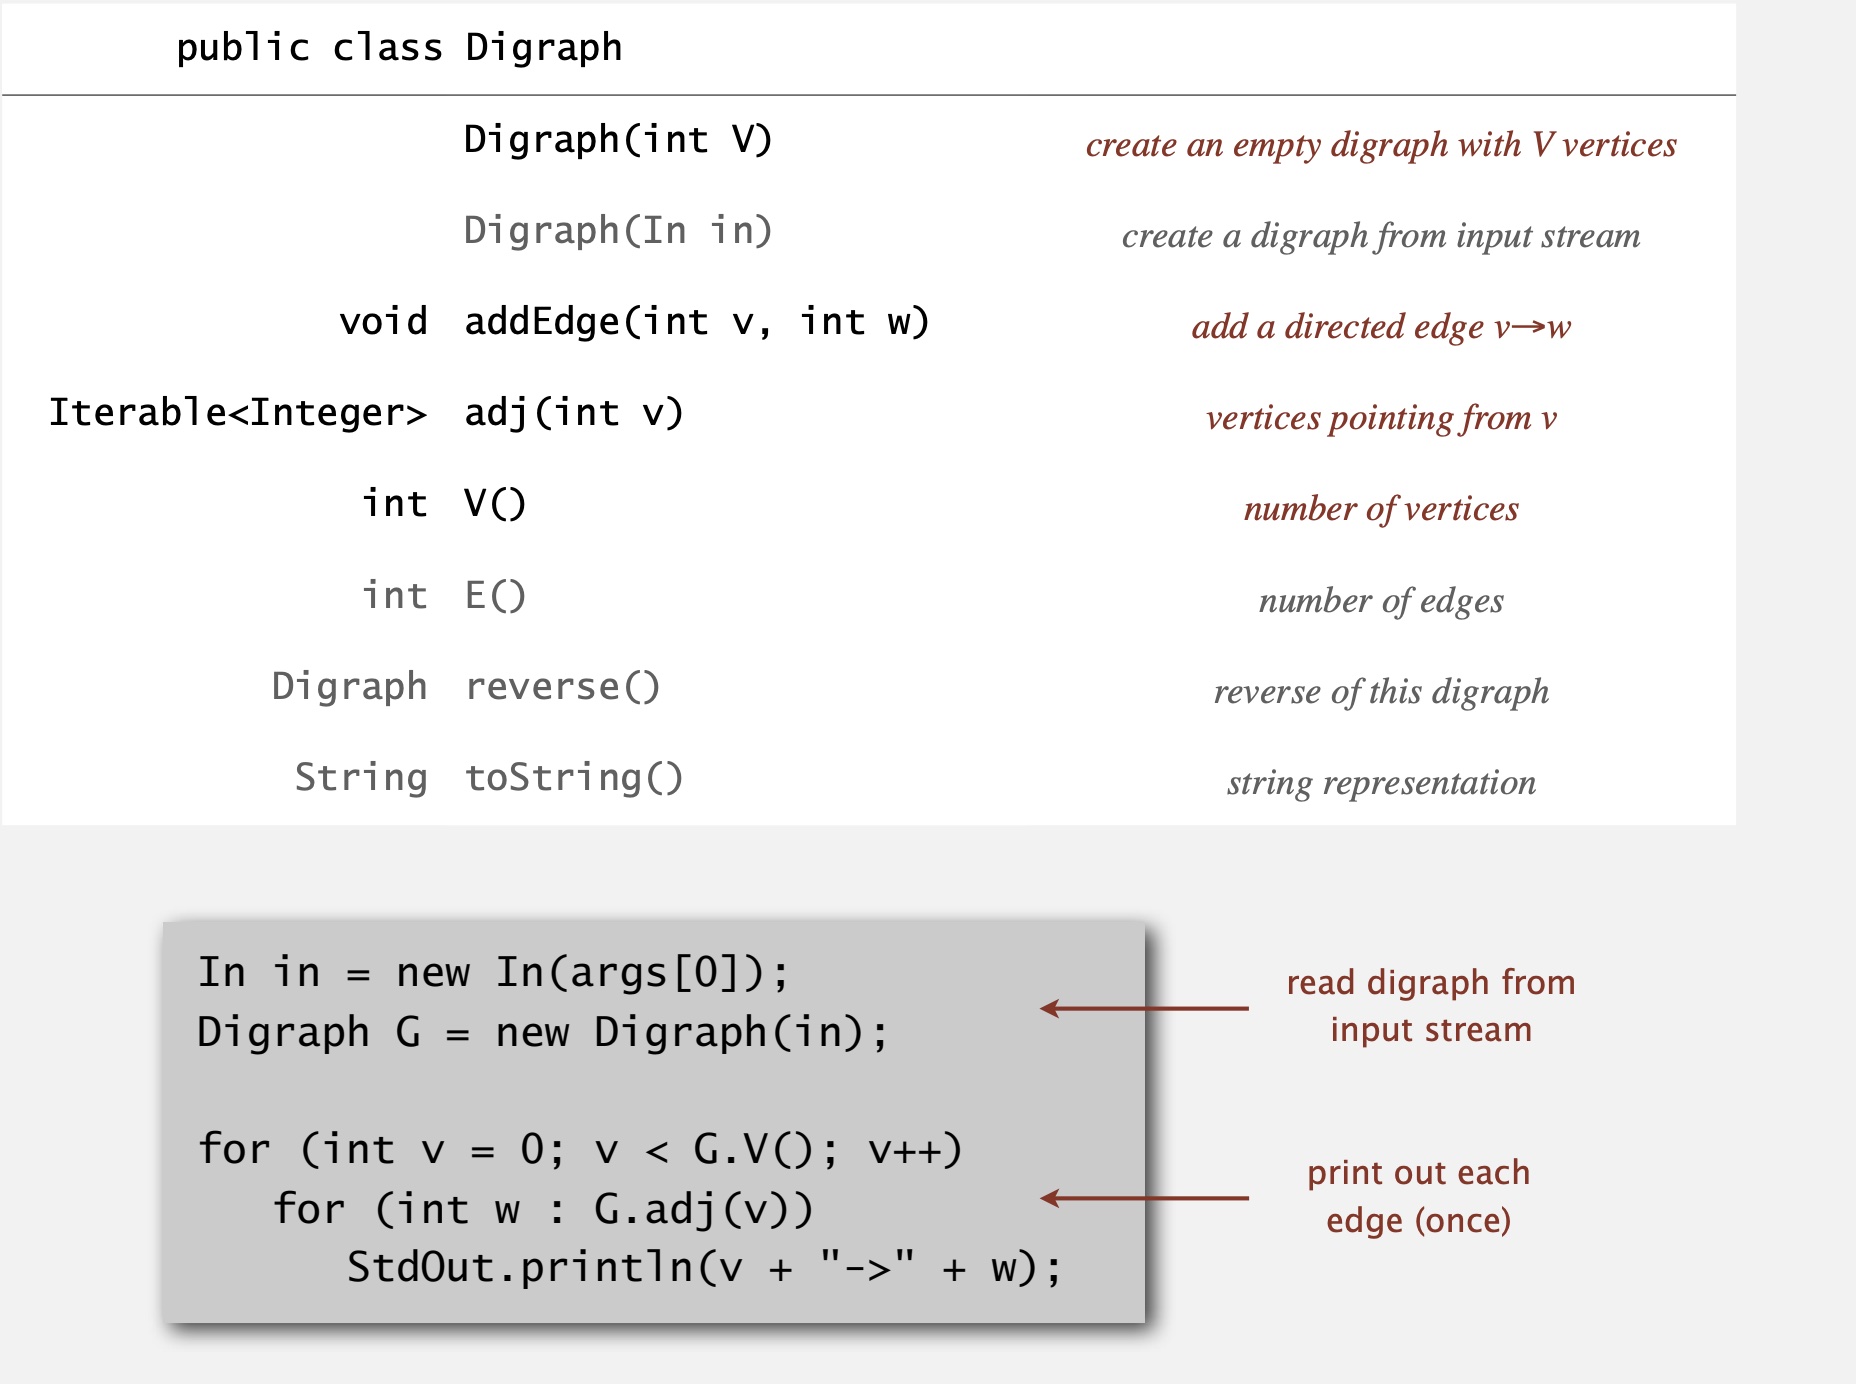 public class Digraph
Digraph(int V) create an empty digraph with V vertices
Digraph(In in) create a digraph from input stream
void addEdge(int v, int w) add a directed edge v→w
Iterable<Integer> adj(int v) vertices pointing from v
int V() number of vertices
int E() number of edges
Digraph reverse() reverse of this digraph
String toString() string representation
In in = new In(args[0]);
Digraph G = new Digraph(in);
read digraph from
input stream
for (int v = 0; v < G.V(); v++)
for (int w : G.adj(v))
StdOut.println(v + "->" + w);
print out each
edge (once)